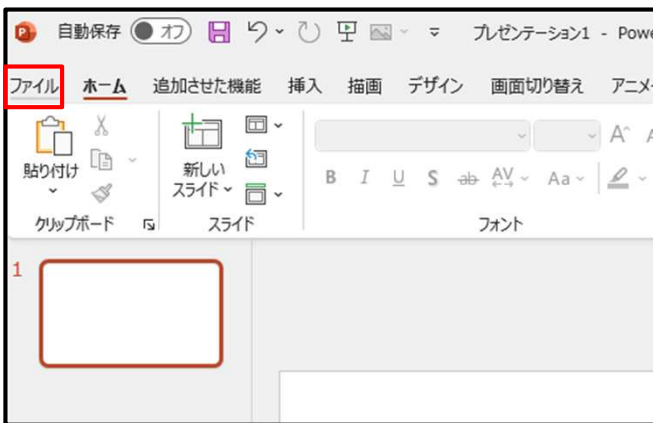 自動保存 オフ プレゼンテーション1 - Powe
ファイル ホーム 追加させた機能 挿入 描画 デザイン 画面切り替え アニメ
貼り付け 新しい スライド
B I U S ab AV Aa A
クリップボード スライド フォント
1